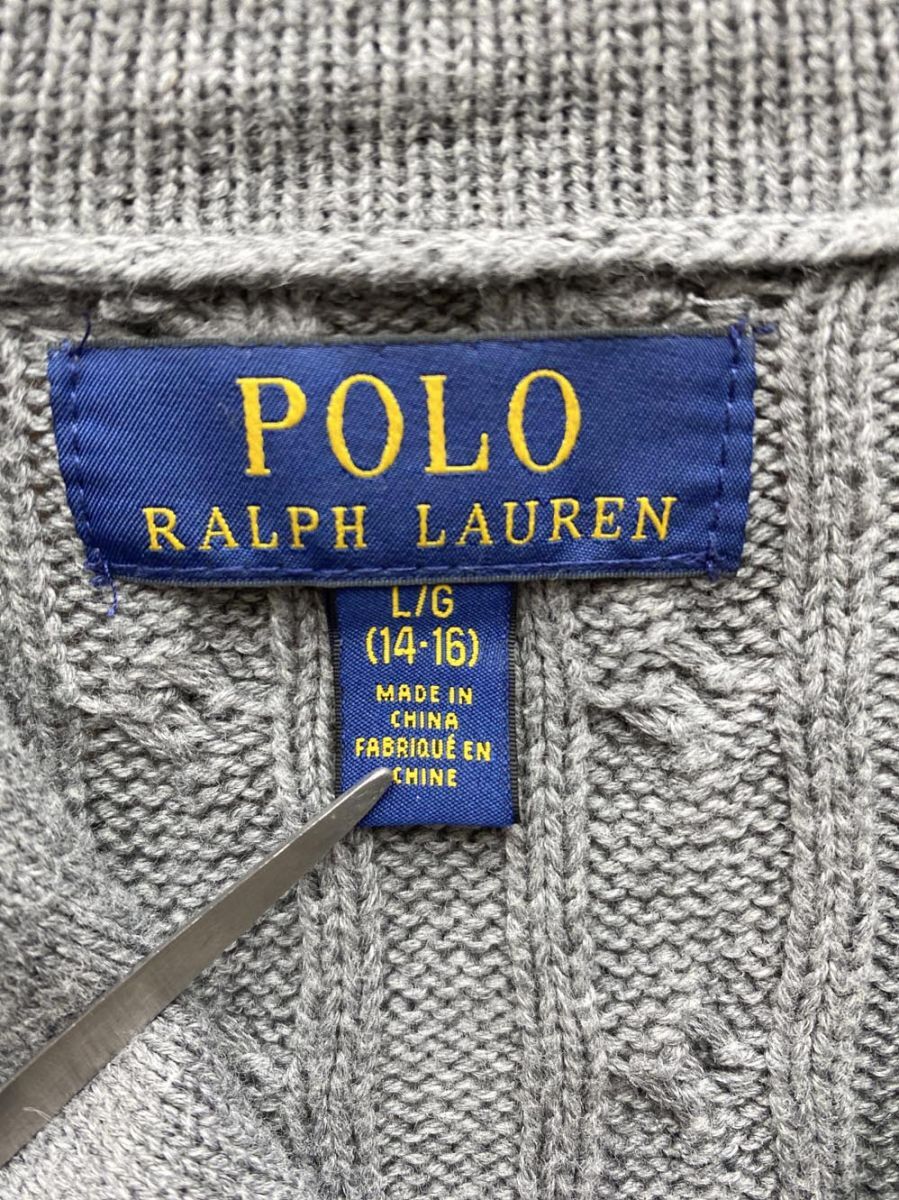 POLO
RALPH LAUREN
L/G
(14-16)
MADE IN
CHINA
FABRIQUÉ EN
CHINE